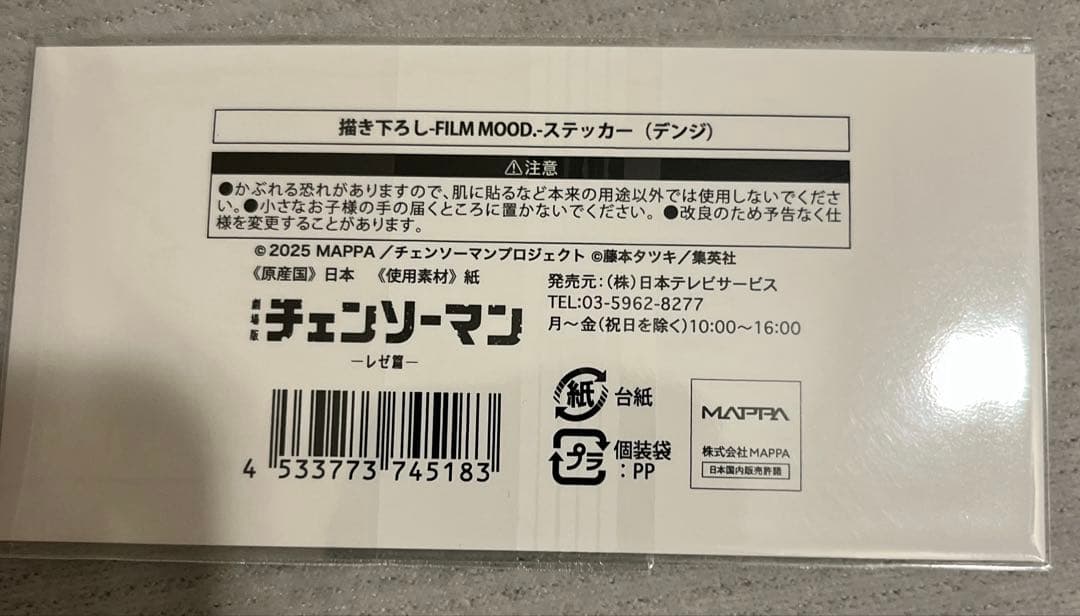 描き下ろし-FILM MOOD.-ステッカー（デンジ）
⚠注意
●かぶれる恐れがありますので、肌に貼るなど本来の用途以外では使用しないでくださ
い。●小さなお子様の手の届くところに置かないでください。●改良のため予告なく仕
様を変更することがあります。
©2025 MAPPA／チェンソーマンプロジェクト ©藤本タツキ／集英社
《原産国》日本 《使用素材》紙
発売元：(株)日本テレビサービス
TEL:03-5962-8277
月～金(祝日を除く)10:00～16:00
劇場版 チェンソーマン
—レゼ篇—
4 533773 745183
紙 台紙
プラ 個装袋
：PP
MAPPA
株式会社MAPPA
日本国内販売許諾